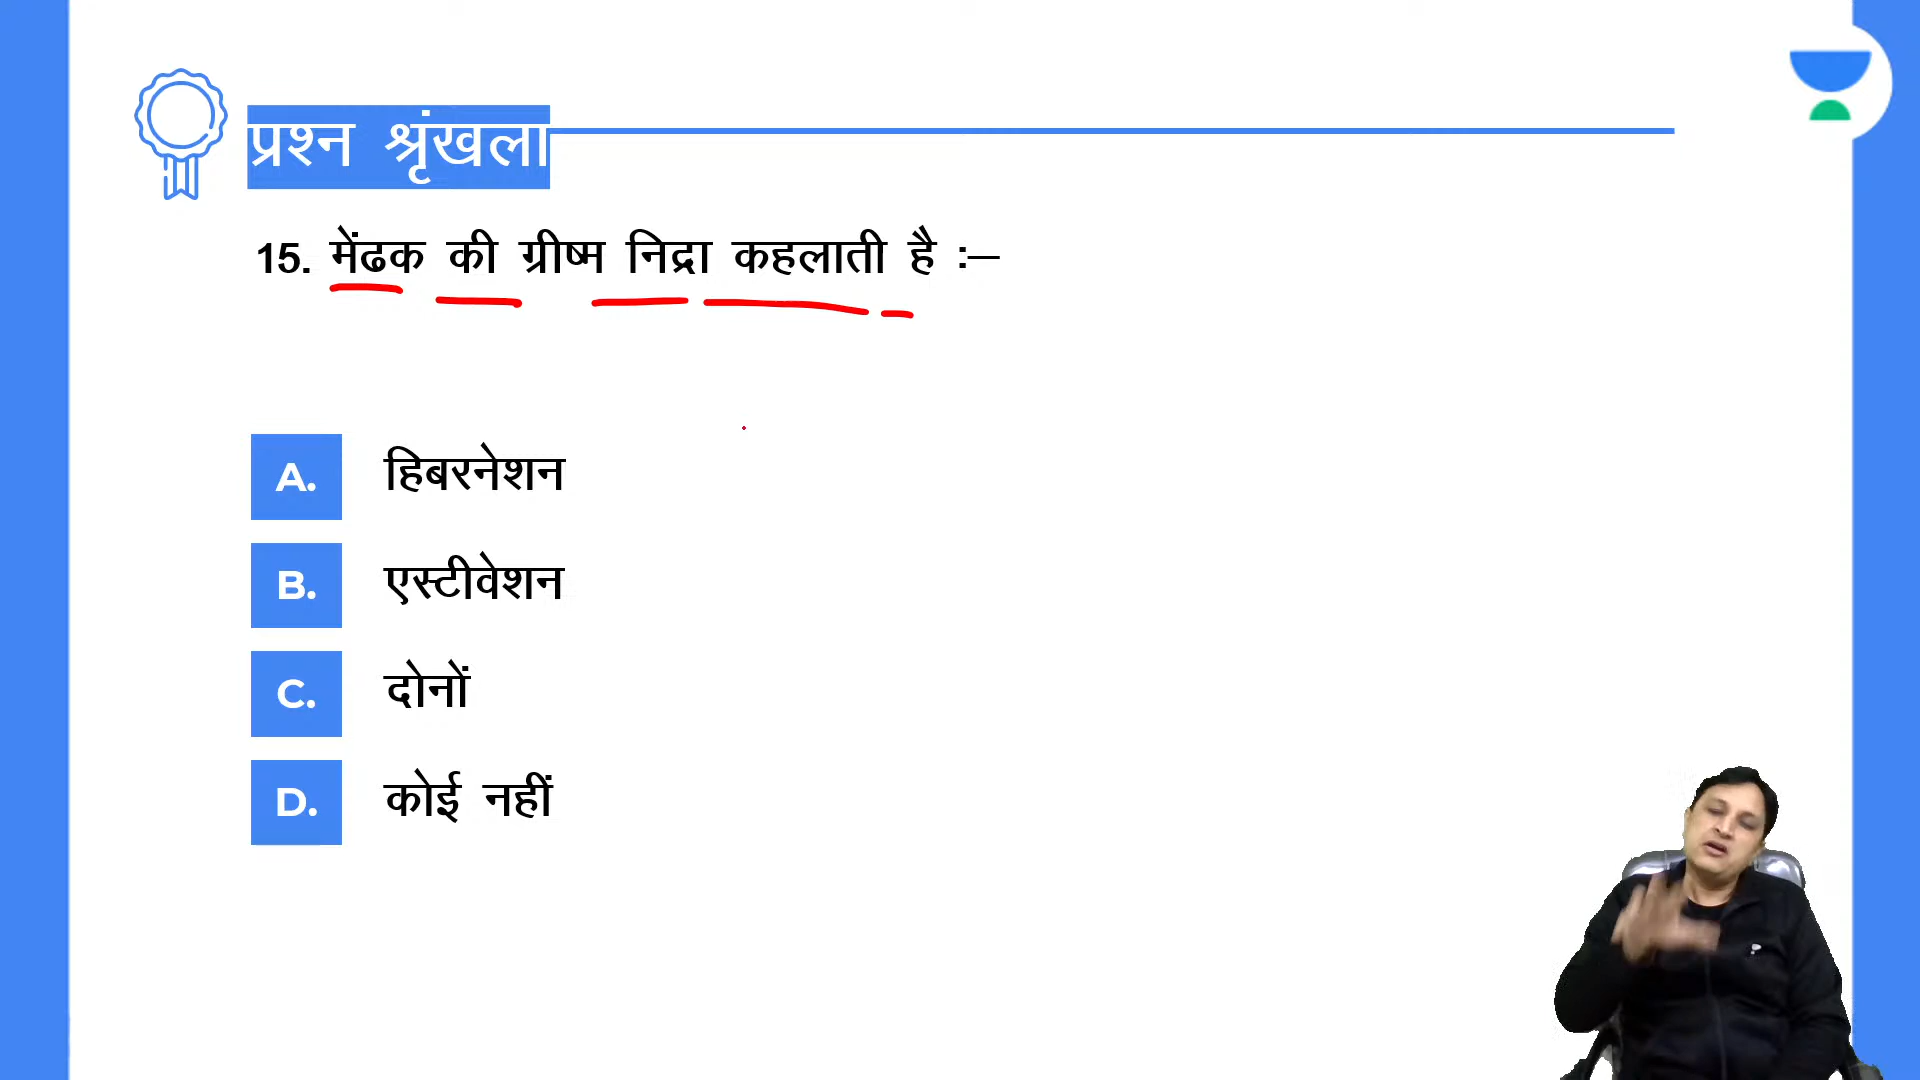 प्रश्न श्रृंखला
15. मेंढक की ग्रीष्म निद्रा कहलाती है :–
A. हिबरनेशन
B. एस्टीवेशन
C. दोनों
D. कोई नहीं